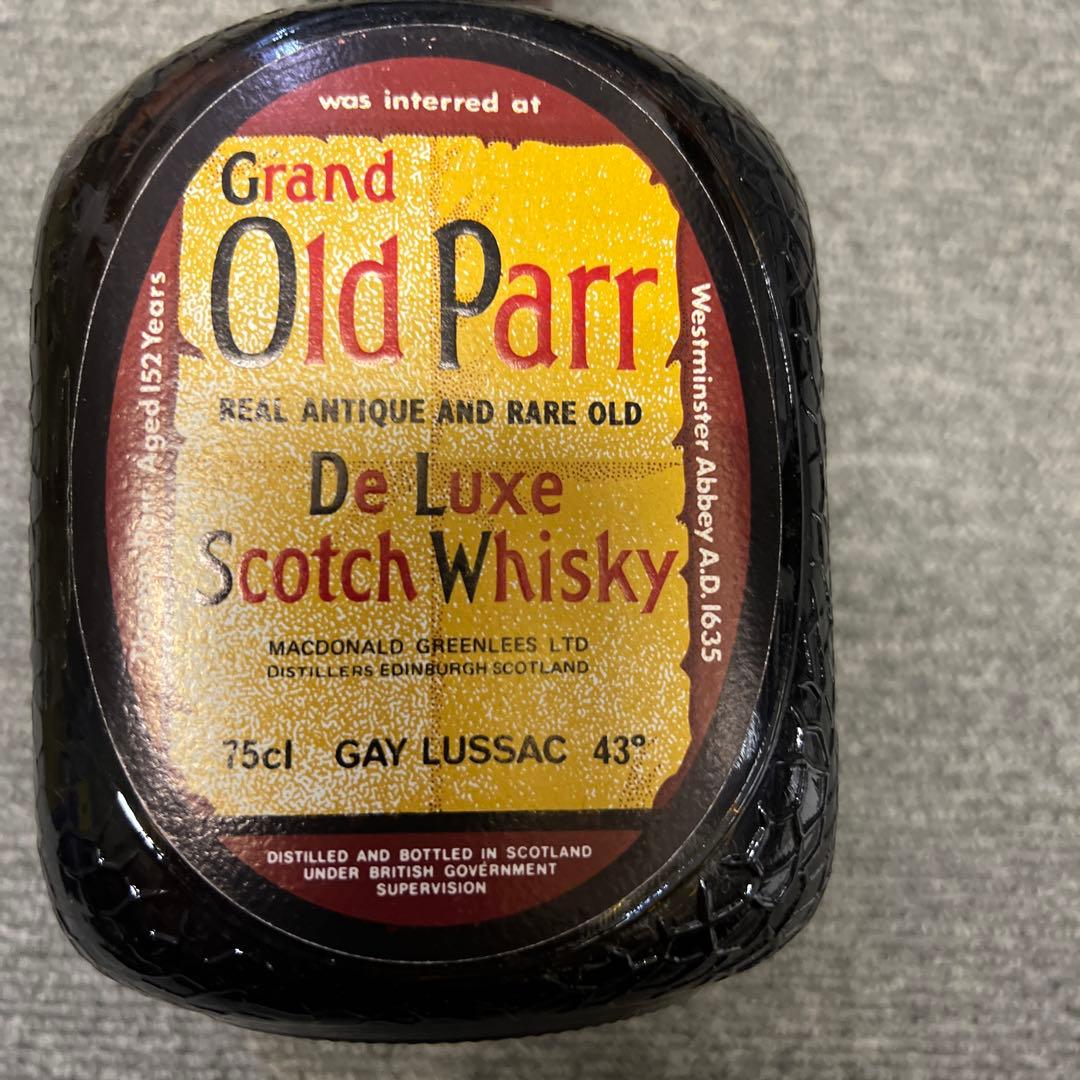 was interred at
Grand
Old Parr
REAL ANTIQUE AND RARE OLD
De Luxe
Scotch Whisky
MACDONALD GREENLEES LTD
DISTILLERS EDINBURGH SCOTLAND
75cl GAY LUSSAC 43°
DISTILLED AND BOTTLED IN SCOTLAND
UNDER BRITISH GOVERNMENT
SUPERVISION
Aged 152 Years
Westminster Abbey A.D. 1635